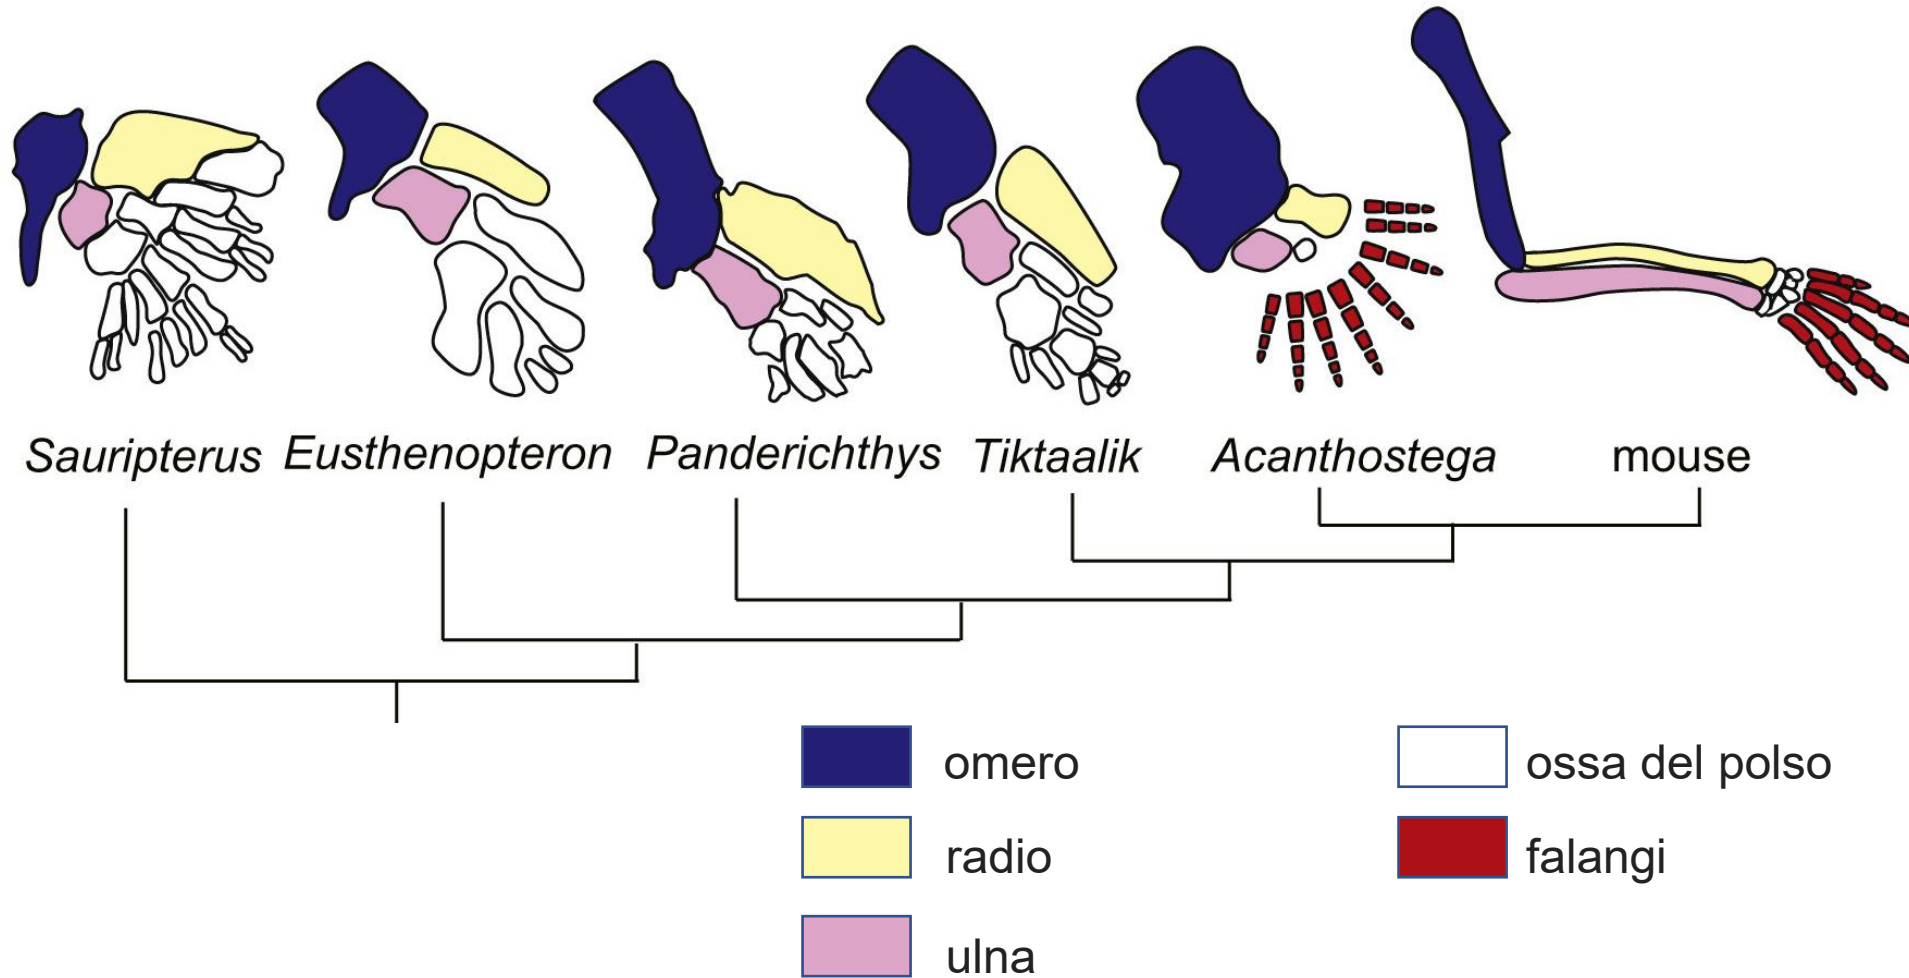 Sauripterus Eusthenopteron Panderichthys Tiktaalik Acanthostega mouse
omero
radio
ulna
ossa del polso
falangi